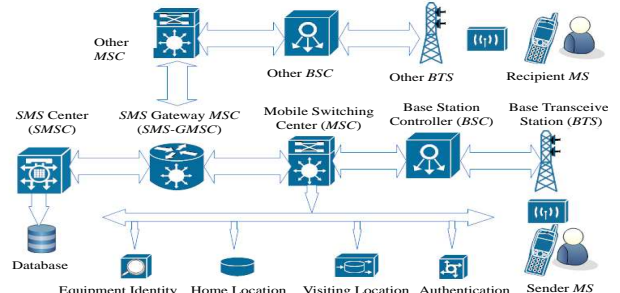 Other
MSC
Other BSC
Other BTS
Recipient MS
SMS Center
(SMSC)
SMS Gateway MSC
(SMS-GMSC)
Mobile Switching
Center (MSC)
Base Station
Controller (BSC)
Base Transceive
Station (BTS)
Database
Equipment Identity
Home Location
Visiting Location
Authentication
Sender MS